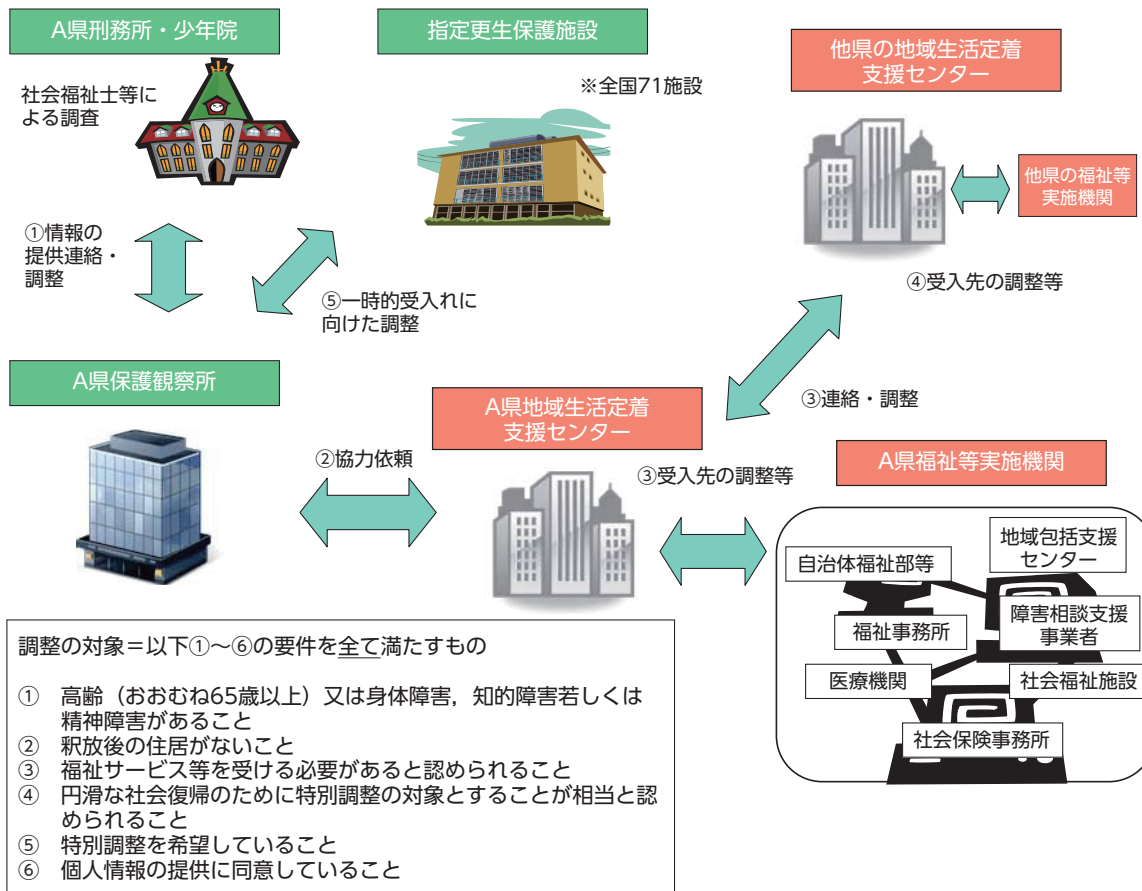 A県刑務所・少年院
社会福祉士等に
よる調査
指定更生保護施設
※全国71施設
他県の地域生活定着
支援センター
他県の福祉等
実施機関
①情報の
提供連絡・
調整
⑤一時的受入れに
向けた調整
④受入先の調整等
③連絡・調整
A県保護観察所
②協力依頼
A県地域生活定着
支援センター
③受入先の調整等
A県福祉等実施機関
地域包括支援
センター
自治体福祉部等
福祉事務所
障害相談支援
事業者
医療機関
社会福祉施設
社会保険事務所
調整の対象＝以下①～⑥の要件を全て満たすもの
① 高齢（おおむね65歳以上）又は身体障害，知的障害若しくは
精神障害があること
② 釈放後の住居がないこと
③ 福祉サービス等を受ける必要があると認められること
④ 円滑な社会復帰のために特別調整の対象とすることが相当と認
められること
⑤ 特別調整を希望していること
⑥ 個人情報の提供に同意していること